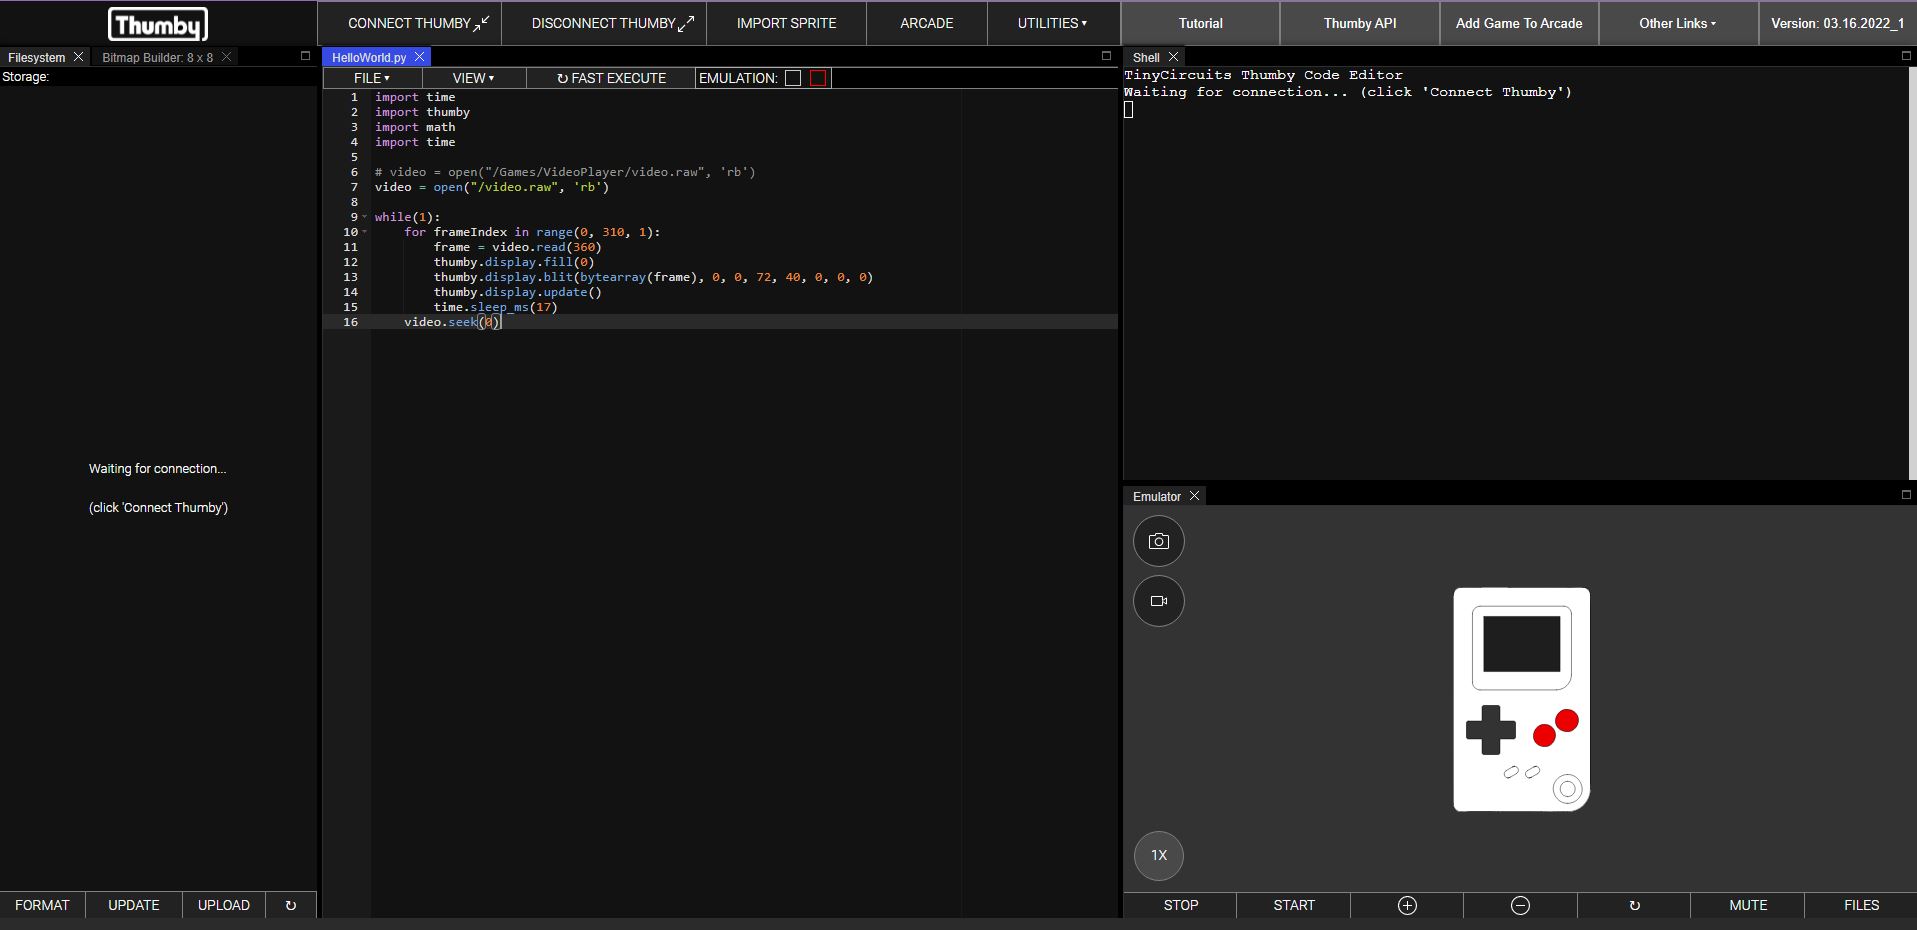 Thumby
CONNECT THUMBY
DISCONNECT THUMBY
IMPORT SPRITE
ARCADE
UTILITIES▾
Tutorial
Thumby API
Add Game To Arcade
Other Links ▾
Version: 03.16.2022_1
Filesystem
Bitmap Builder: 8 x 8
Storage:
Waiting for connection...
(click 'Connect Thumby')
FORMAT
UPDATE
UPLOAD
↻
HelloWorld.py
FILE▾
VIEW▾
↻ FAST EXECUTE
EMULATION:
1 import time
2 import thumby
3 import math
4 import time
5
6 # video = open("/Games/VideoPlayer/video.raw", 'rb')
7 video = open("/video.raw", 'rb')
8
9 while(1):
10 for frameIndex in range(0, 310, 1):
11 frame = video.read(360)
12 thumby.display.fill(0)
13 thumby.display.blit(bytearray(frame), 0, 0, 72, 40, 0, 0, 0)
14 thumby.display.update()
15 time.sleep_ms(17)
16 video.seek(0)
Shell
TinyCircuits Thumby Code Editor
Waiting for connection... (click 'Connect Thumby')
Emulator
1X
STOP
START
↻
MUTE
FILES